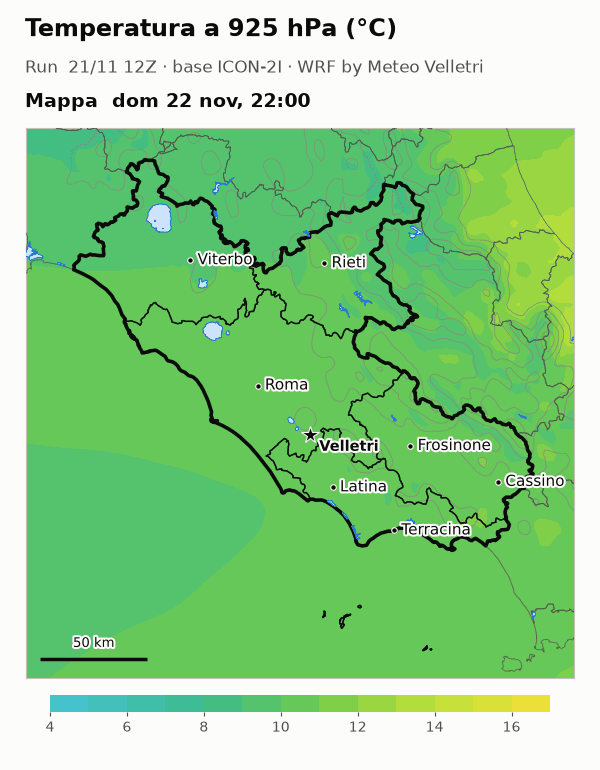 Temperatura a 925 hPa (°C)
Run  21/11 12Z · base ICON-2I · WRF by Meteo Velletri
Mappa  dom 22 nov, 22:00
Viterbo
Rieti
Roma
Velletri
Frosinone
Latina
Cassino
Terracina
50 km
4 6 8 10 12 14 16